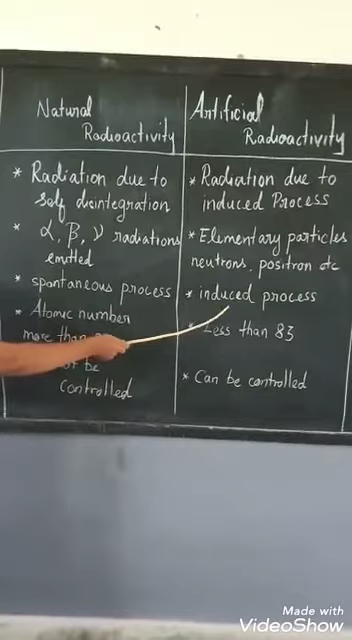 Natural
Radioactivity
* Radiation due to
self disintegration
* α, β, γ radiations
emitted
* spontaneous process
* Atomic number
more than
be
controlled
Artificial
Radioactivity
* Radiation due to
induced Process
* Elementary particles
neutrons, positron etc
* induced process
* Less than 83
* Can be controlled
Made with
VideoShow